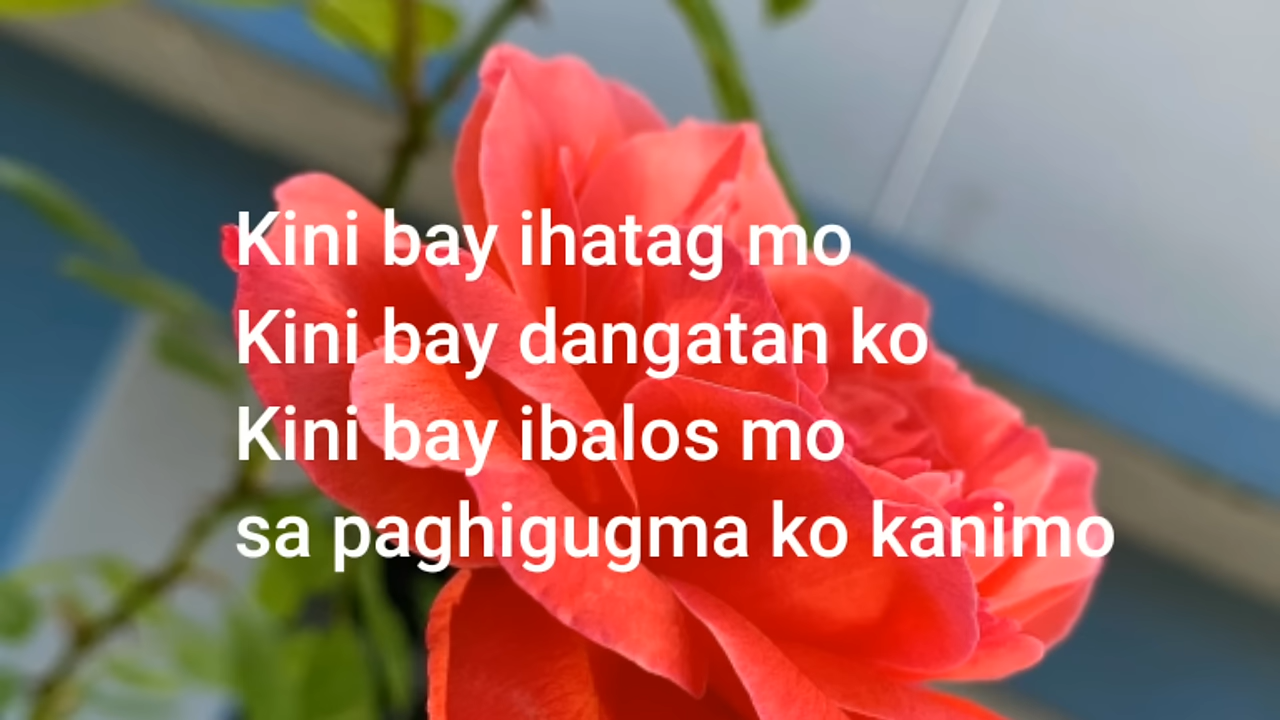 Kini bay ihatag mo
Kini bay dangatan ko
Kini bay ibalos mo
sa paghigugma ko kanimo